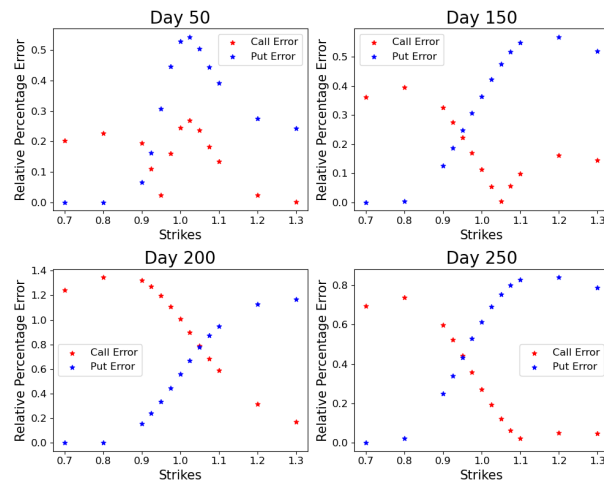 Day 50
Relative Percentage Error
0.5
0.4
0.3
0.2
0.1
0.0
Call Error
Put Error
0.7 0.8 0.9 1.0 1.1 1.2 1.3
Strikes
Day 150
Relative Percentage Error
0.5
0.4
0.3
0.2
0.1
0.0
Call Error
Put Error
0.7 0.8 0.9 1.0 1.1 1.2 1.3
Strikes
Day 200
Relative Percentage Error
1.4
1.2
1.0
0.8
0.6
0.4
0.2
0.0
Call Error
Put Error
0.7 0.8 0.9 1.0 1.1 1.2 1.3
Strikes
Day 250
Relative Percentage Error
0.8
0.6
0.4
0.2
0.0
Call Error
Put Error
0.7 0.8 0.9 1.0 1.1 1.2 1.3
Strikes